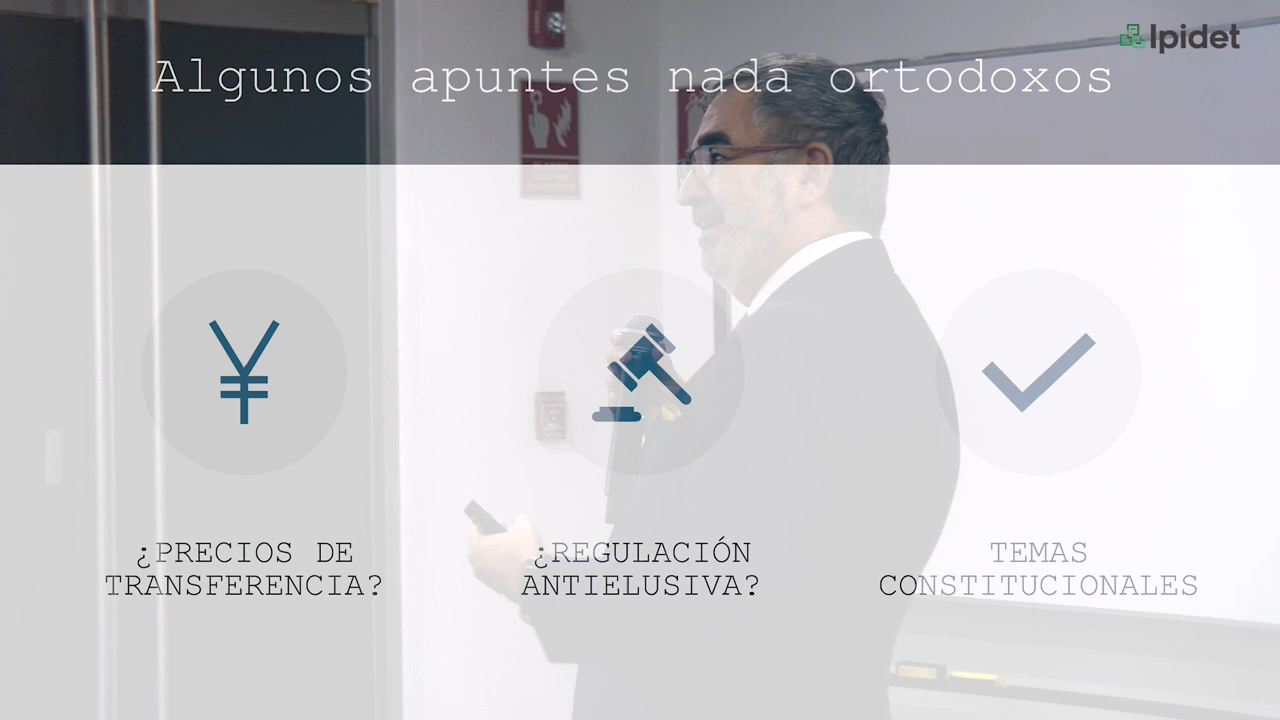 Ipidet
Algunos apuntes nada ortodoxos
¿PRECIOS DE
TRANSFERENCIA?
¿REGULACIÓN
ANTIELUSIVA?
TEMAS
CONSTITUCIONALES